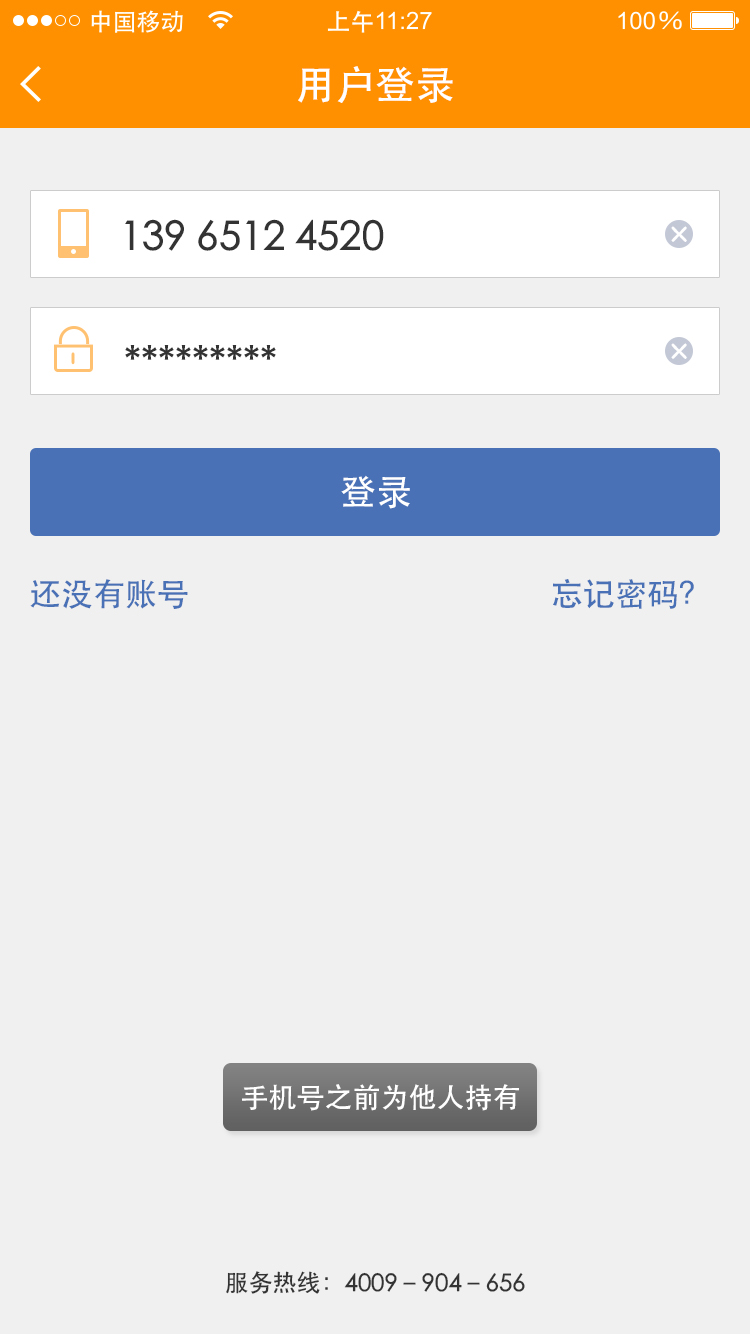 中国移动 上午11:27 100%
用户登录
139 6512 4520
*********
登录
还没有账号 忘记密码?
手机号之前为他人持有
服务热线：4009－904－656